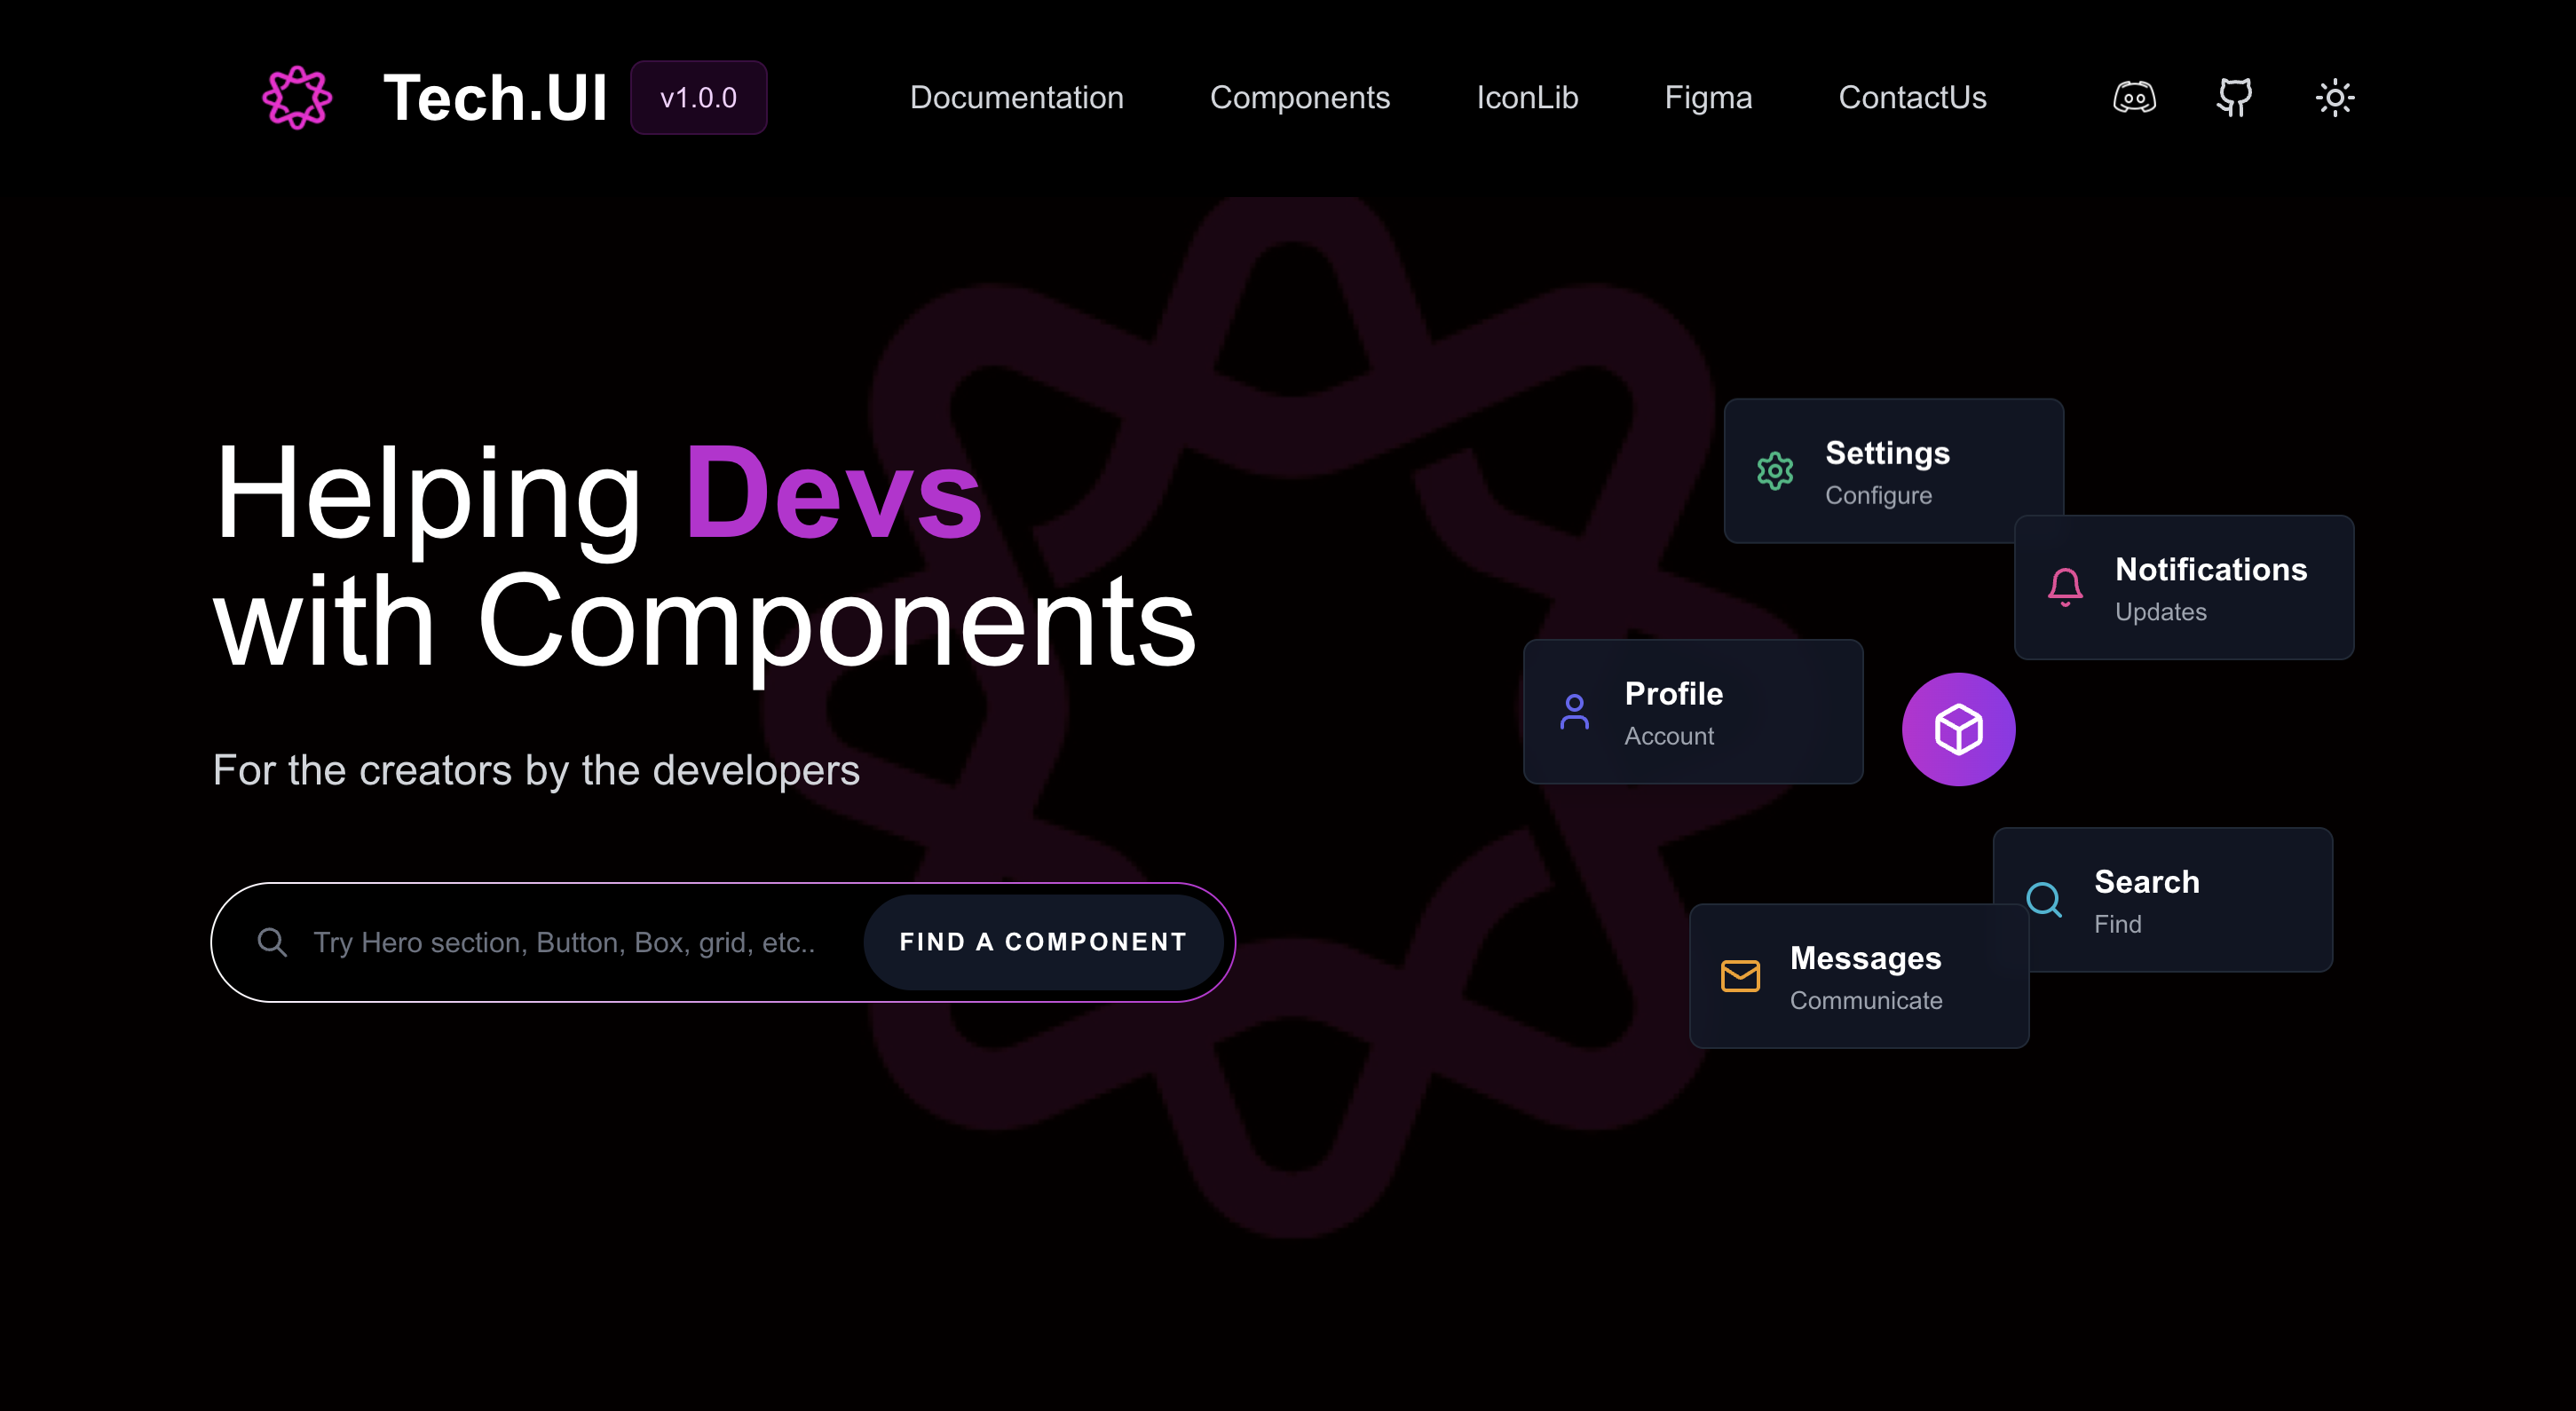 Tech.UI
v1.0.0
Documentation
Components
IconLib
Figma
ContactUs
Helping Devs
with Components
For the creators by the developers
Try Hero section, Button, Box, grid, etc..
FIND A COMPONENT
Settings
Configure
Notifications
Updates
Profile
Account
Search
Find
Messages
Communicate